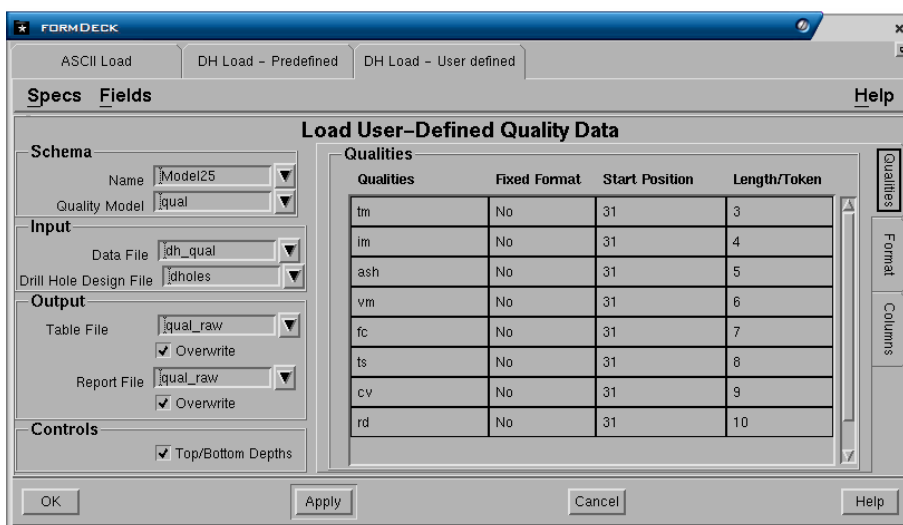 FORMDECK
ASCII Load DH Load - Predefined DH Load - User defined
Specs Fields Help
Load User-Defined Quality Data
Schema
Name Model25
Quality Model qual
Input
Data File dh_qual
Drill Hole Design File dholes
Output
Table File qual_raw
Overwrite
Report File qual_raw
Overwrite
Controls
Top/Bottom Depths
Qualities
Qualities Fixed Format Start Position Length/Token
tm No 31 3
im No 31 4
ash No 31 5
vm No 31 6
fc No 31 7
ts No 31 8
cv No 31 9
rd No 31 10
Qualities
Format
Columns
OK Apply Cancel Help